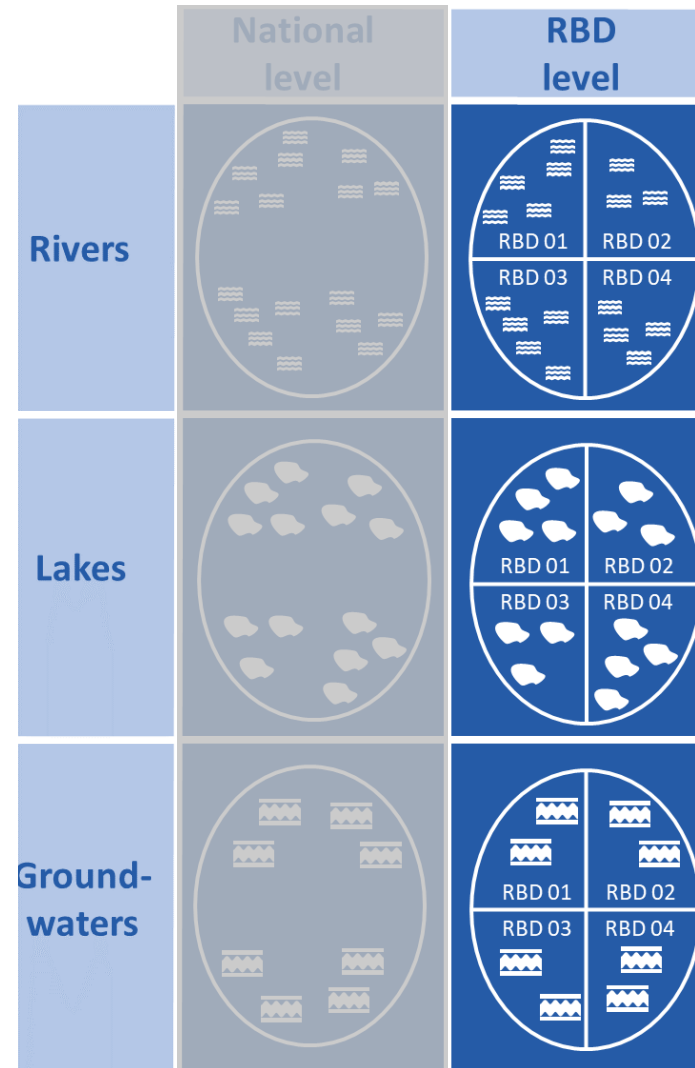 National
level
RBD
level
Rivers
RBD 01
RBD 02
RBD 03
RBD 04
Lakes
RBD 01
RBD 02
RBD 03
RBD 04
Ground-
waters
RBD 01
RBD 02
RBD 03
RBD 04